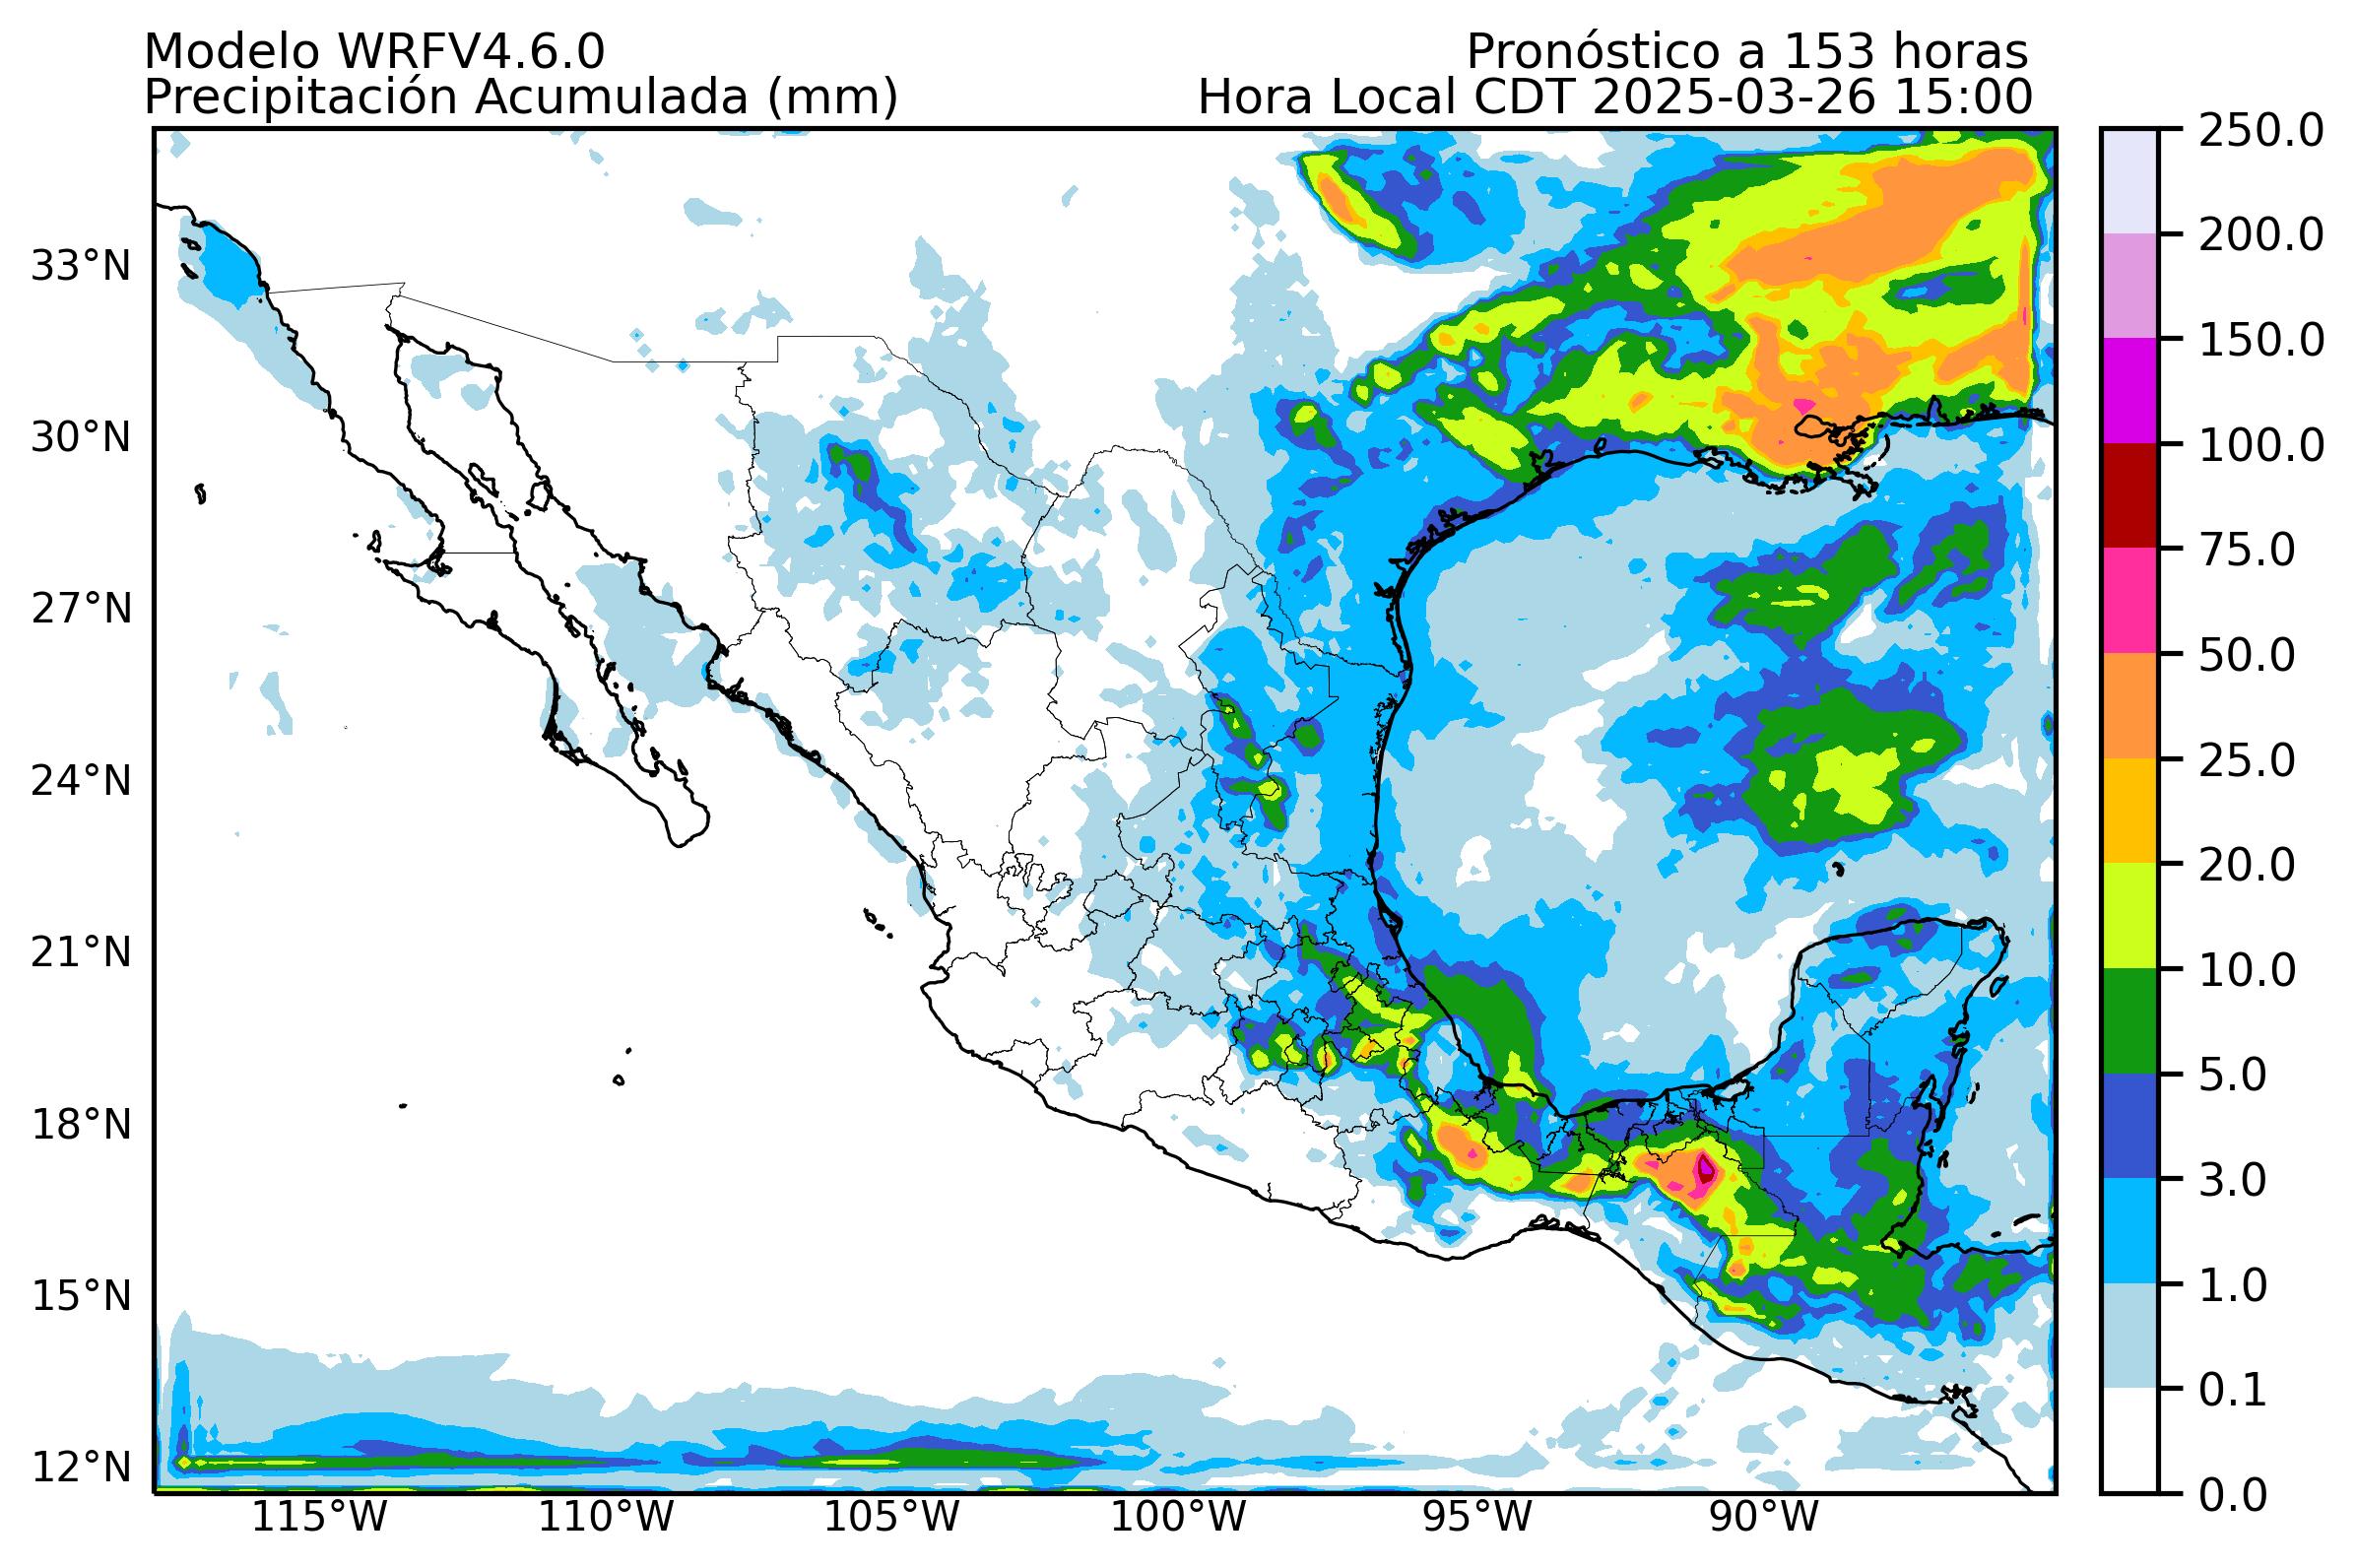 Modelo WRFV4.6.0
Pronóstico a 153 horas
Precipitación Acumulada (mm)
Hora Local CDT 2025-03-26 15:00
33°N
30°N
27°N
24°N
21°N
18°N
15°N
12°N
115°W
110°W
105°W
100°W
95°W
90°W
250.0
200.0
150.0
100.0
75.0
50.0
25.0
20.0
10.0
5.0
3.0
1.0
0.1
0.0